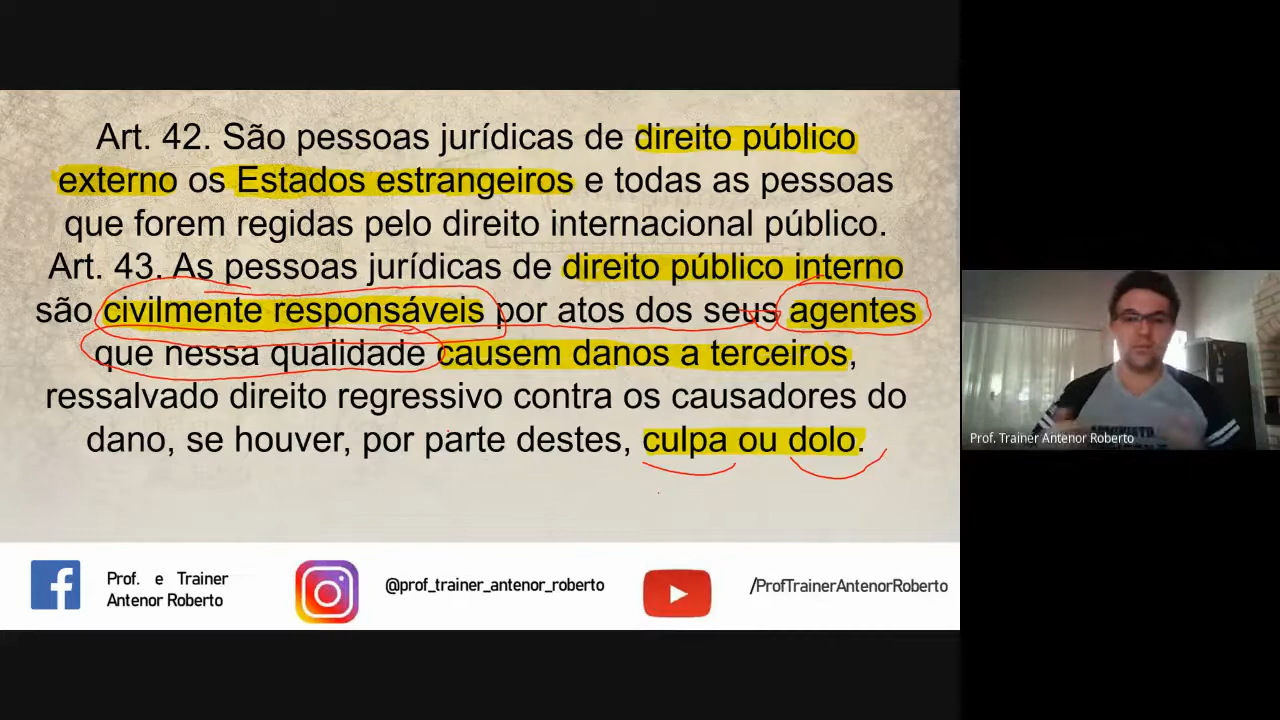 Art. 42. São pessoas jurídicas de direito público
externo os Estados estrangeiros e todas as pessoas
que forem regidas pelo direito internacional público.
Art. 43. As pessoas jurídicas de direito público interno
são civilmente responsáveis por atos dos seus agentes
que nessa qualidade causem danos a terceiros,
ressalvado direito regressivo contra os causadores do
dano, se houver, por parte destes, culpa ou dolo.
Prof. e Trainer
Antenor Roberto
@prof_trainer_antenor_roberto
/ProfTrainerAntenorRoberto
Prof. Trainer Antenor Roberto